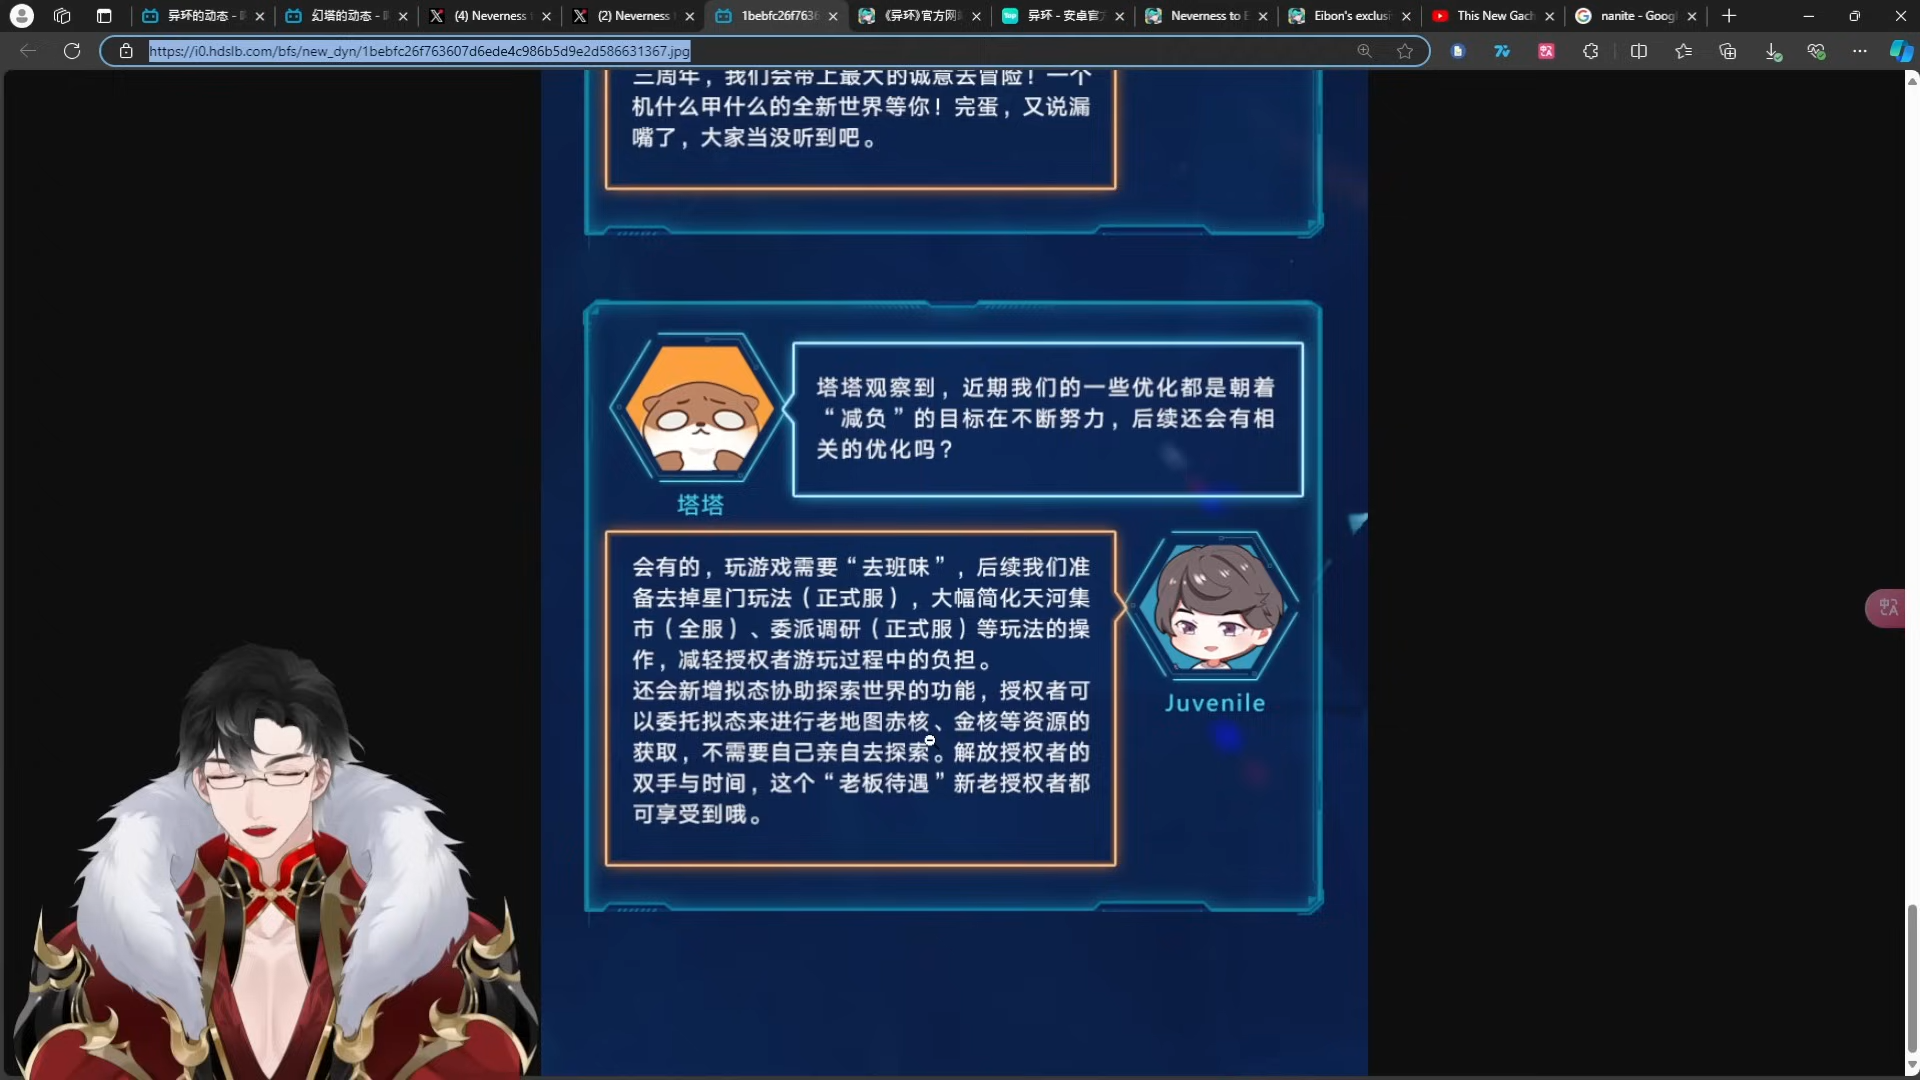 异环的动态 -
幻塔的动态 -
(4) Neverness
(2) Neverness
1bebfc26f763
《异环》官方网
异环 - 安卓官
Neverness to E
Eibon's exclusi
This New Gach
nanite - Goog
https://i0.hdslb.com/bfs/new_dyn/1bebfc26f763607d6ede4c986b5d9e2d586631367.jpg
三周年，我们会带上最大的诚意去冒险！一个
机什么甲什么的全新世界等你！完蛋，又说漏
嘴了，大家当没听到吧。
塔塔观察到，近期我们的一些优化都是朝着
“减负”的目标在不断努力，后续还会有相
关的优化吗？
塔塔
会有的，玩游戏需要“去班味”，后续我们准
备去掉星门玩法（正式服），大幅简化天河集
市（全服）、委派调研（正式服）等玩法的操
作，减轻授权者游玩过程中的负担。
还会新增拟态协助探索世界的功能，授权者可
以委托拟态来进行老地图赤核、金核等资源的
获取，不需要自己亲自去探索。解放授权者的
双手与时间，这个“老板待遇”新老授权者都
可享受到哦。
Juvenile